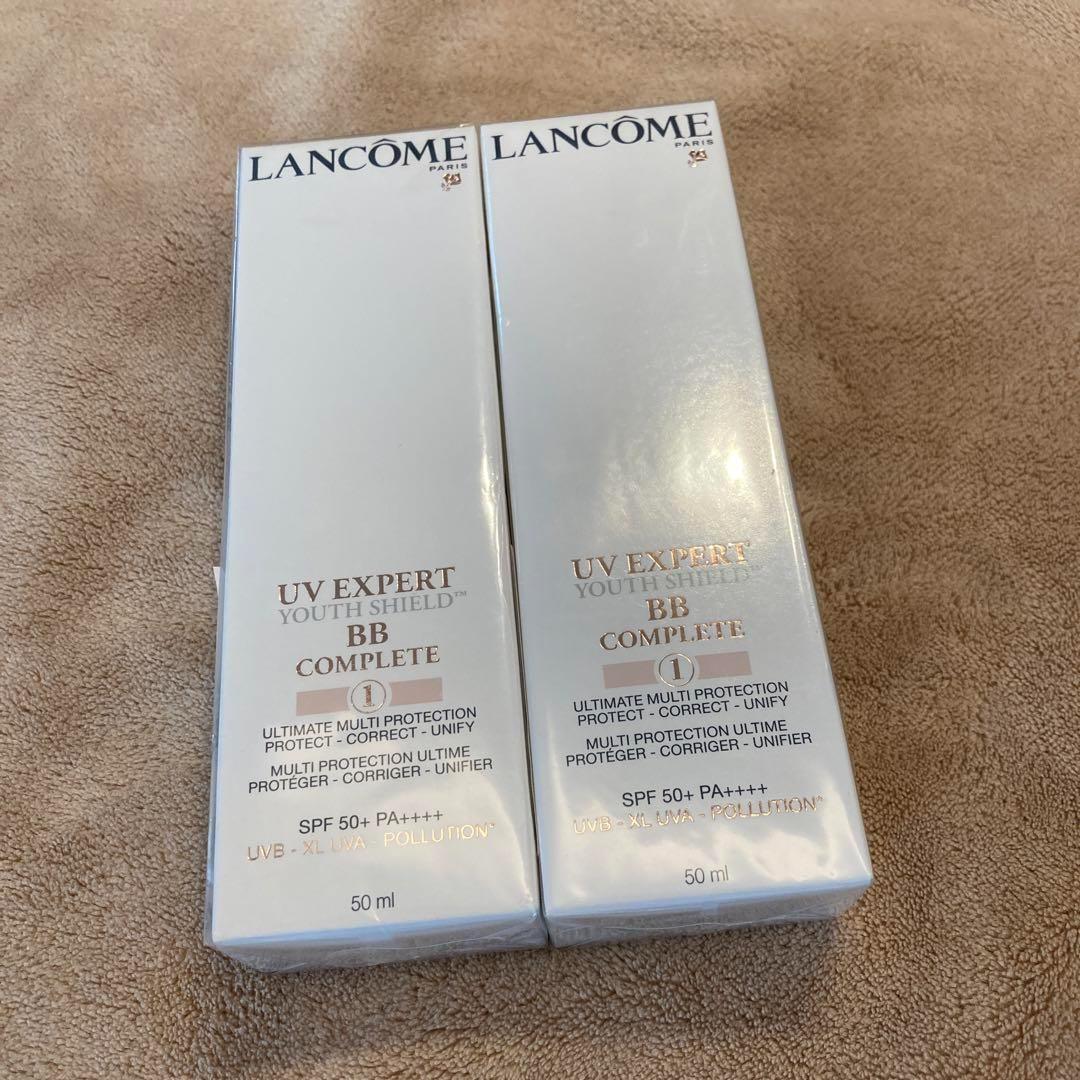 LANCÔME
PARIS
UV EXPERT
YOUTH SHIELD™
BB
COMPLETE
1
ULTIMATE MULTI PROTECTION
PROTECT - CORRECT - UNIFY
MULTI PROTECTION ULTIME
PROTÉGER - CORRIGER - UNIFIER
SPF 50+ PA++++
UVB - XL UVA - POLLUTION*
50 ml
LANCÔME
PARIS
UV EXPERT
YOUTH SHIELD™
BB
COMPLETE
1
ULTIMATE MULTI PROTECTION
PROTECT - CORRECT - UNIFY
MULTI PROTECTION ULTIME
PROTÉGER - CORRIGER - UNIFIER
SPF 50+ PA++++
UVB - XL UVA - POLLUTION*
50 ml